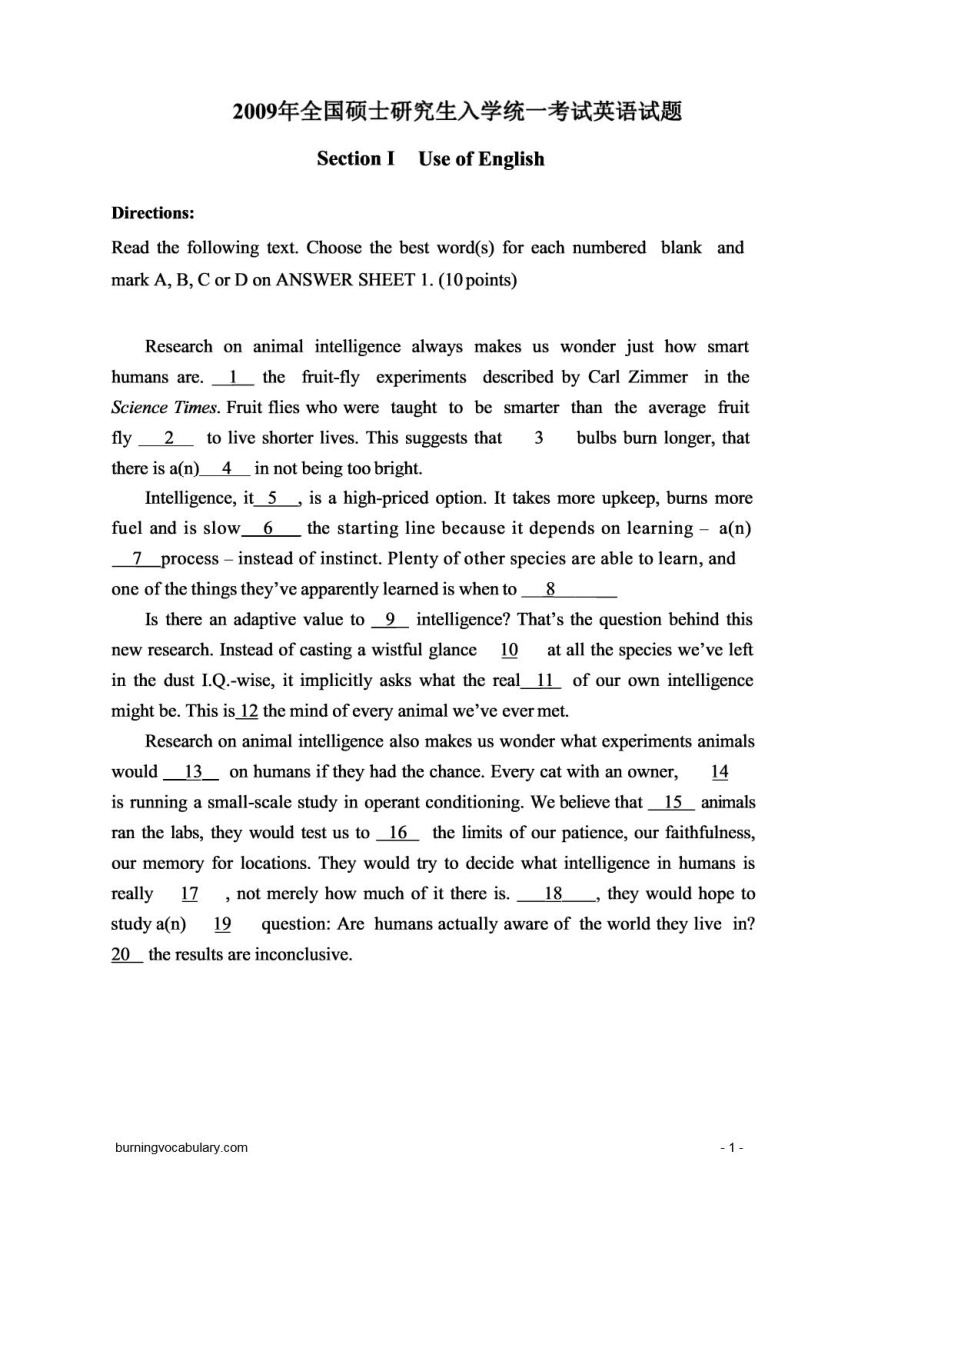 2009年全国硕士研究生入学统一考试英语试题
Section I Use of English
Directions:
Read the following text. Choose the best word(s) for each numbered blank and
mark A, B, C or D on ANSWER SHEET 1. (10 points)
Research on animal intelligence always makes us wonder just how smart
humans are. 1 the fruit-fly experiments described by Carl Zimmer in the
Science Times. Fruit flies who were taught to be smarter than the average fruit
fly 2 to live shorter lives. This suggests that 3 bulbs burn longer, that
there is a(n) 4 in not being too bright.
Intelligence, it 5 , is a high-priced option. It takes more upkeep, burns more
fuel and is slow 6 the starting line because it depends on learning – a(n)
7 process – instead of instinct. Plenty of other species are able to learn, and
one of the things they’ve apparently learned is when to 8
Is there an adaptive value to 9 intelligence? That’s the question behind this
new research. Instead of casting a wistful glance 10 at all the species we’ve left
in the dust I.Q.-wise, it implicitly asks what the real 11 of our own intelligence
might be. This is 12 the mind of every animal we’ve ever met.
Research on animal intelligence also makes us wonder what experiments animals
would 13 on humans if they had the chance. Every cat with an owner, 14
is running a small-scale study in operant conditioning. We believe that 15 animals
ran the labs, they would test us to 16 the limits of our patience, our faithfulness,
our memory for locations. They would try to decide what intelligence in humans is
really 17 , not merely how much of it there is. 18 , they would hope to
study a(n) 19 question: Are humans actually aware of the world they live in?
20 the results are inconclusive.
burningvocabulary.com - 1 -